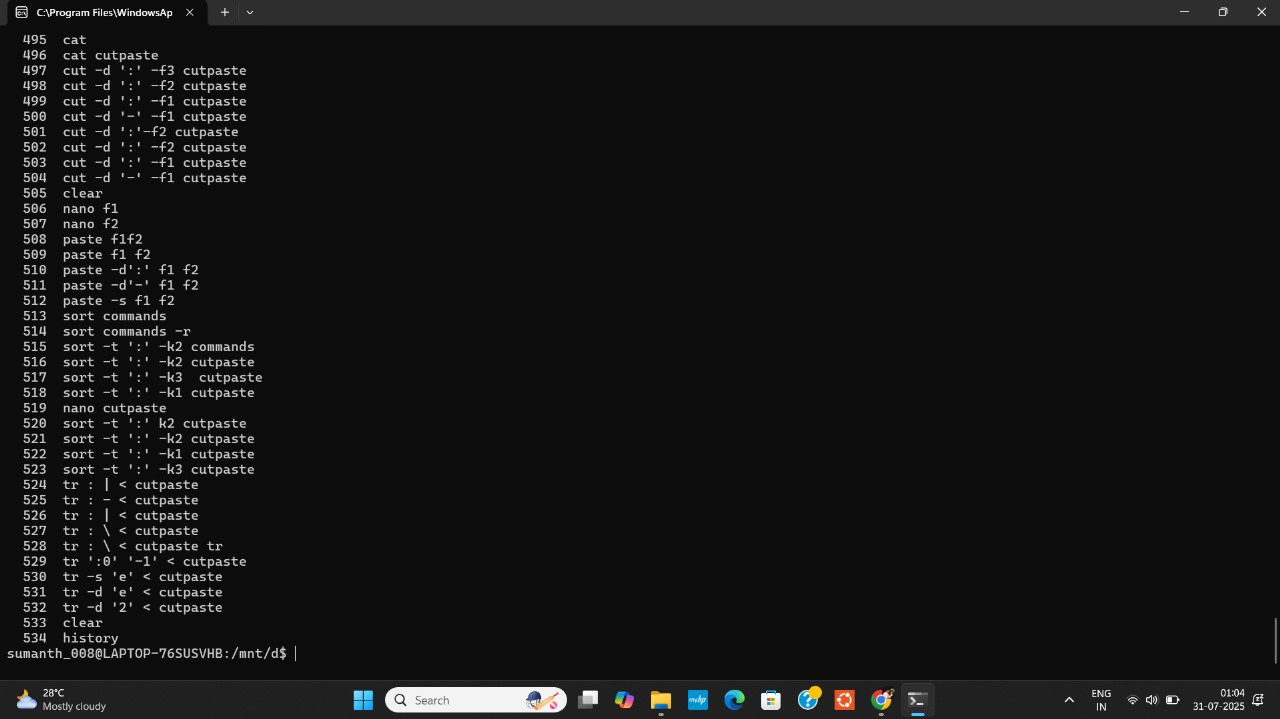 C:\Program Files\WindowsAp
495 cat
496 cat cutpaste
497 cut -d ':' -f3 cutpaste
498 cut -d ':' -f2 cutpaste
499 cut -d ':' -f1 cutpaste
500 cut -d '-' -f1 cutpaste
501 cut -d ':'-f2 cutpaste
502 cut -d ':' -f2 cutpaste
503 cut -d ':' -f1 cutpaste
504 cut -d '-' -f1 cutpaste
505 clear
506 nano f1
507 nano f2
508 paste f1f2
509 paste f1 f2
510 paste -d':' f1 f2
511 paste -d'-' f1 f2
512 paste -s f1 f2
513 sort commands
514 sort commands -r
515 sort -t ':' -k2 commands
516 sort -t ':' -k2 cutpaste
517 sort -t ':' -k3  cutpaste
518 sort -t ':' -k1 cutpaste
519 nano cutpaste
520 sort -t ':' k2 cutpaste
521 sort -t ':' -k2 cutpaste
522 sort -t ':' -k1 cutpaste
523 sort -t ':' -k3 cutpaste
524 tr : | < cutpaste
525 tr : - < cutpaste
526 tr : | < cutpaste
527 tr : \ < cutpaste
528 tr : \ < cutpaste tr
529 tr ':0' '-1' < cutpaste
530 tr -s 'e' < cutpaste
531 tr -d 'e' < cutpaste
532 tr -d '2' < cutpaste
533 clear
534 history
sumanth_008@LAPTOP-76SUSVHB:/mnt/d$
28°C
Mostly cloudy
Search
ENG
IN
01:04
31-07-2025